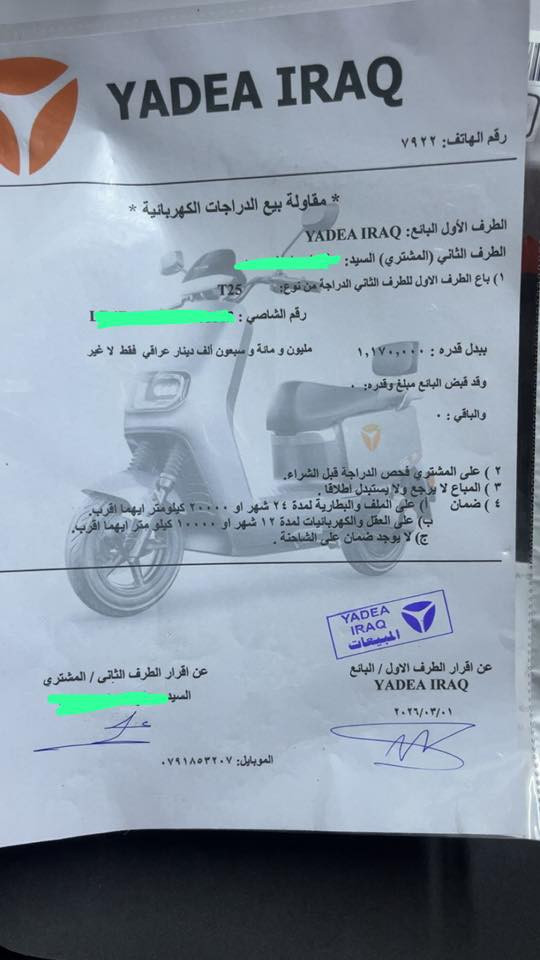 YADEA IRAQ
رقم الهاتف: ٧٩٢٢
* مقاولة بيع الدراجات الكهربائية *
الطرف الأول البائع: YADEA IRAQ
الطرف الثاني (المشتري) السيد:
١) باع الطرف الاول للطرف الثاني الدراجة من نوع: T25
رقم الشاصي :
ببدل قدره : ١,١٧٠,٠٠٠ مليون و مائة و سبعون ألف دينار عراقي فقط لا غير
وقد قبض البائع مبلغ وقدره: ٠
والباقي : ٠
٢ ) على المشتري فحص الدراجة قبل الشراء.
٣ ) المباع لا يرجع ولا يستبدل إطلاقا.
٤ ) ضمان أ) على الملف والبطارية لمدة ٢٤ شهر او ٢٠٠٠٠ كيلومتر ايهما اقرب.
ب) على العقل والكهربائيات لمدة ١٢ شهر او ١٠٠٠٠ كيلو متر ايهما اقرب.
ج) لا يوجد ضمان على الشاحنة .
YADEA
IRAQ
المبيعات
عن اقرار الطرف الاول / البائع
YADEA IRAQ
٢٠٢٦/٠٣/٠١
عن اقرار الطرف الثاني / المشتري
السيد
الموبايل: ٠٧٩١٨٥٣٢٠٧